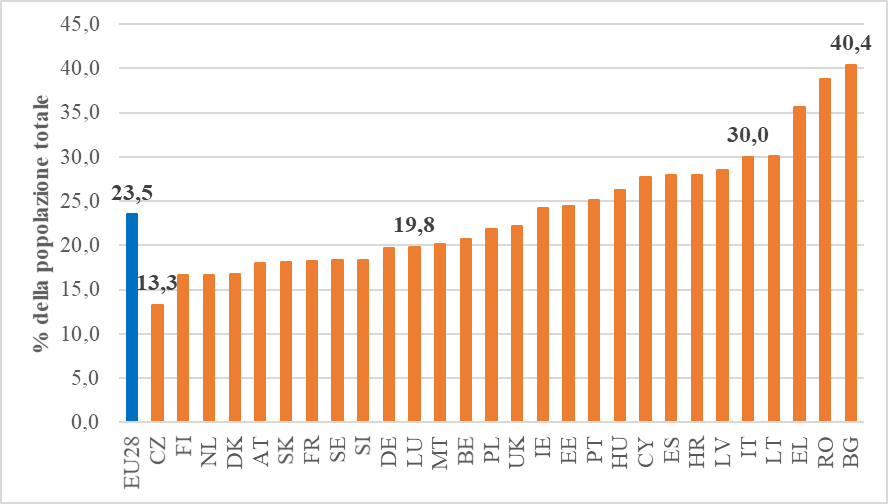 % della popolazione totale
45,0
40,0
35,0
30,0
25,0
20,0
15,0
10,0
5,0
0,0
23,5
13,3
19,8
30,0
40,4
EU28
CZ
FI
NL
DK
AT
SK
FR
SE
SI
DE
LU
MT
BE
PL
UK
IE
EE
PT
HU
CY
ES
HR
LV
IT
LT
EL
RO
BG